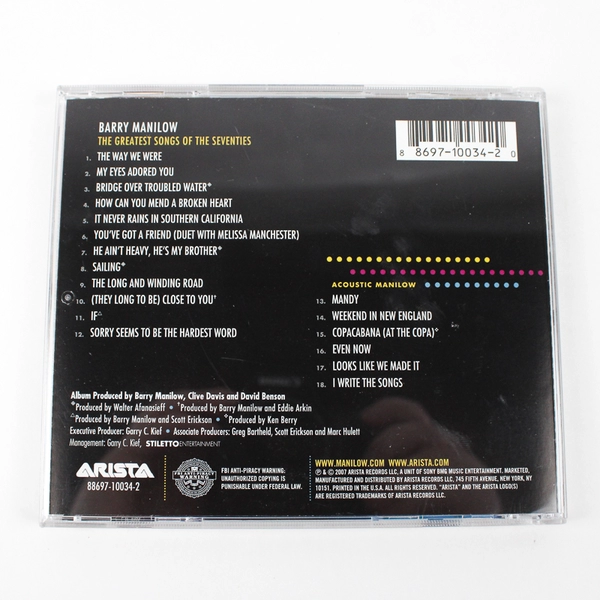 BARRY MANILOW
THE GREATEST SONGS OF THE SEVENTIES
1. THE WAY WE WERE
2. MY EYES ADORED YOU
3. BRIDGE OVER TROUBLED WATER*
4. HOW CAN YOU MEND A BROKEN HEART
5. IT NEVER RAINS IN SOUTHERN CALIFORNIA
6. YOU'VE GOT A FRIEND (DUET WITH MELISSA MANCHESTER)
7. HE AIN'T HEAVY, HE'S MY BROTHER*
8. SAILING*
9. THE LONG AND WINDING ROAD
10. (THEY LONG TO BE) CLOSE TO YOU†
11. IF△
12. SORRY SEEMS TO BE THE HARDEST WORD
8 88697-10034-2 0
ACOUSTIC MANILOW
13. MANDY
14. WEEKEND IN NEW ENGLAND
15. COPACABANA (AT THE COPA)❖
16. EVEN NOW
17. LOOKS LIKE WE MADE IT
18. I WRITE THE SONGS
Album Produced by Barry Manilow, Clive Davis and David Benson
*Produced by Walter Afanasieff • †Produced by Barry Manilow and Eddie Arkin
△Produced by Barry Manilow and Scott Erickson • ❖Produced by Ken Berry
Executive Producer: Garry C. Kief • Associate Producers: Greg Bartheld, Scott Erickson and Marc Hulett
Management: Garry C. Kief, STILETTOENTERTAINMENT
ARISTA
88697-10034-2
FBI ANTI-PIRACY WARNING
FBI ANTI-PIRACY WARNING:
UNAUTHORIZED COPYING IS
PUNISHABLE UNDER FEDERAL LAW.
WWW.MANILOW.COM WWW.ARISTA.COM
℗ & © 2007 ARISTA RECORDS LLC, A UNIT OF SONY BMG MUSIC ENTERTAINMENT. MARKETED,
MANUFACTURED AND DISTRIBUTED BY ARISTA RECORDS LLC, 745 FIFTH AVENUE, NEW YORK, NY
10151. PRINTED IN THE U.S.A. ALL RIGHTS RESERVED. "ARISTA" AND THE ARISTA LOGO(S)
ARE REGISTERED TRADEMARKS OF ARISTA RECORDS LLC.